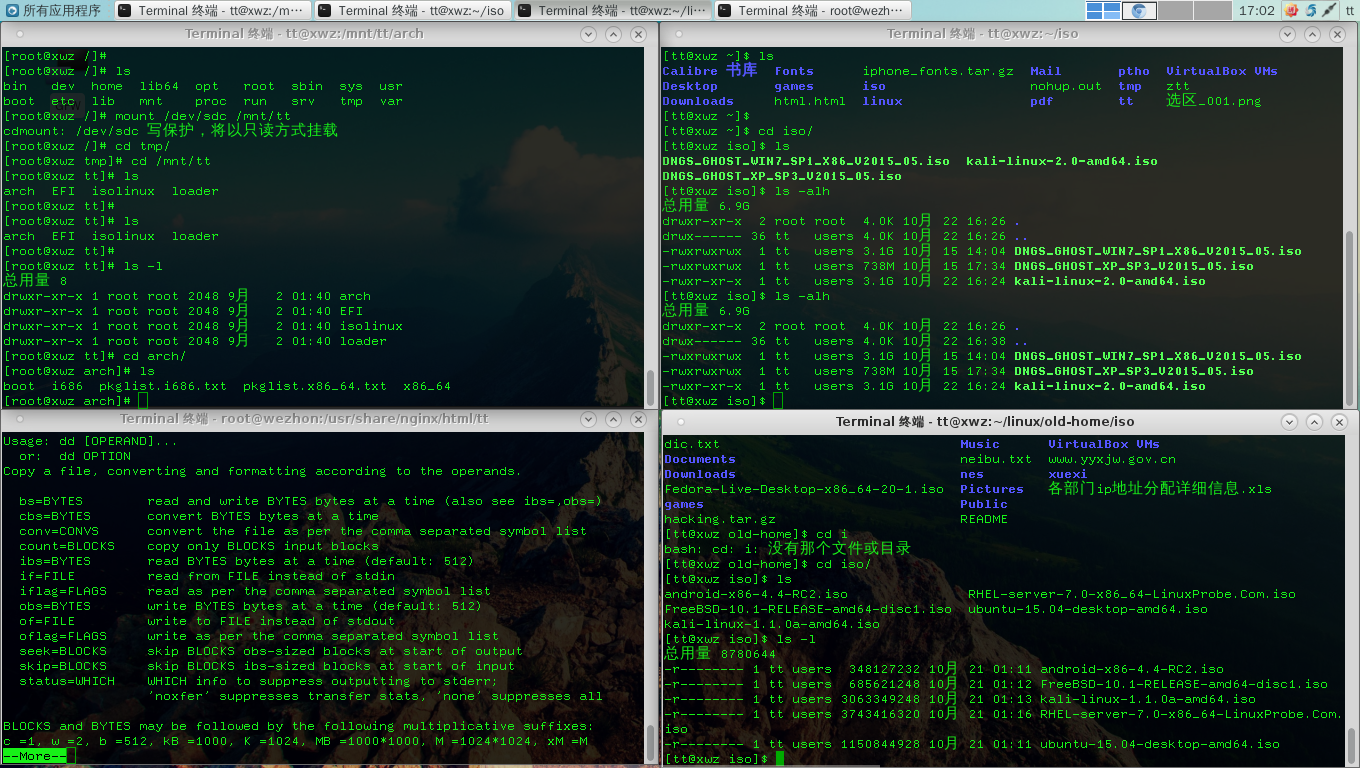 所有应用程序 Terminal 终端 - tt@xwz:/m… Terminal 终端 - tt@xwz:~/iso Terminal 终端 - tt@xwz:~/li… Terminal 终端 - root@wezh… 17:02 tt
Terminal 终端 - tt@xwz:/mnt/tt/arch
[root@xwz /]#
[root@xwz /]# ls
bin dev home lib64 opt root sbin sys usr
boot etc lib mnt proc run srv tmp var
[root@xwz /]# mount /dev/sdc /mnt/tt
cdmount: /dev/sdc 写保护，将以只读方式挂载
[root@xwz /]# cd tmp/
[root@xwz tmp]# cd /mnt/tt
[root@xwz tt]# ls
arch EFI isolinux loader
[root@xwz tt]#
[root@xwz tt]# ls
arch EFI isolinux loader
[root@xwz tt]#
[root@xwz tt]# ls -l
总用量 8
drwxr-xr-x 1 root root 2048 9月 2 01:40 arch
drwxr-xr-x 1 root root 2048 9月 2 01:40 EFI
drwxr-xr-x 1 root root 2048 9月 2 01:40 isolinux
drwxr-xr-x 1 root root 2048 9月 2 01:40 loader
[root@xwz tt]# cd arch/
[root@xwz arch]# ls
boot i686 pkglist.i686.txt pkglist.x86_64.txt x86_64
[root@xwz arch]#
Terminal 终端 - tt@xwz:~/iso
[tt@xwz ~]$ ls
Calibre 书库 Fonts iphone_fonts.tar.gz Mail ptho VirtualBox VMs
Desktop games iso nohup.out tmp ztt
Downloads html.html linux pdf tt 选区_001.png
[tt@xwz ~]$
[tt@xwz ~]$ cd iso/
[tt@xwz iso]$ ls
DNGS_GHOST_WIN7_SP1_X86_V2015_05.iso kali-linux-2.0-amd64.iso
DNGS_GHOST_XP_SP3_V2015_05.iso
[tt@xwz iso]$ ls -alh
总用量 6.9G
drwxr-xr-x 2 root root 4.0K 10月 22 16:26 .
drwx------ 36 tt users 4.0K 10月 22 16:26 ..
-rwxrwxrwx 1 tt users 3.1G 10月 15 14:04 DNGS_GHOST_WIN7_SP1_X86_V2015_05.iso
-rwxrwxrwx 1 tt users 738M 10月 15 17:34 DNGS_GHOST_XP_SP3_V2015_05.iso
-rwxr-xr-x 1 tt users 3.1G 10月 22 16:24 kali-linux-2.0-amd64.iso
[tt@xwz iso]$ ls -alh
总用量 6.9G
drwxr-xr-x 2 root root 4.0K 10月 22 16:26 .
drwx------ 36 tt users 4.0K 10月 22 16:38 ..
-rwxrwxrwx 1 tt users 3.1G 10月 15 14:04 DNGS_GHOST_WIN7_SP1_X86_V2015_05.iso
-rwxrwxrwx 1 tt users 738M 10月 15 17:34 DNGS_GHOST_XP_SP3_V2015_05.iso
-rwxr-xr-x 1 tt users 3.1G 10月 22 16:24 kali-linux-2.0-amd64.iso
[tt@xwz iso]$
Terminal 终端 - root@wezhon:/usr/share/nginx/html/tt
Usage: dd [OPERAND]...
or: dd OPTION
Copy a file, converting and formatting according to the operands.
bs=BYTES read and write BYTES bytes at a time (also see ibs=,obs=)
cbs=BYTES convert BYTES bytes at a time
conv=CONVS convert the file as per the comma separated symbol list
count=BLOCKS copy only BLOCKS input blocks
ibs=BYTES read BYTES bytes at a time (default: 512)
if=FILE read from FILE instead of stdin
iflag=FLAGS read as per the comma separated symbol list
obs=BYTES write BYTES bytes at a time (default: 512)
of=FILE write to FILE instead of stdout
oflag=FLAGS write as per the comma separated symbol list
seek=BLOCKS skip BLOCKS obs-sized blocks at start of output
skip=BLOCKS skip BLOCKS ibs-sized blocks at start of input
status=WHICH WHICH info to suppress outputting to stderr;
'noxfer' suppresses transfer stats, 'none' suppresses all
BLOCKS and BYTES may be followed by the following multiplicative suffixes:
c =1, w =2, b =512, kB =1000, K =1024, MB =1000*1000, M =1024*1024, xM =M
--More--
Terminal 终端 - tt@xwz:~/linux/old-home/iso
dic.txt Music VirtualBox VMs
Documents neibu.txt www.yyxjw.gov.cn
Downloads nes xuexi
Fedora-Live-Desktop-x86_64-20-1.iso Pictures 各部门ip地址分配详细信息.xls
games Public
hacking.tar.gz README
[tt@xwz old-home]$ cd i
bash: cd: i: 没有那个文件或目录
[tt@xwz old-home]$ cd iso/
[tt@xwz iso]$ ls
android-x86-4.4-RC2.iso RHEL-server-7.0-x86_64-LinuxProbe.Com.iso
FreeBSD-10.1-RELEASE-amd64-disc1.iso ubuntu-15.04-desktop-amd64.iso
kali-linux-1.1.0a-amd64.iso
[tt@xwz iso]$ ls -l
总用量 8780644
-r-------- 1 tt users 348127232 10月 21 01:11 android-x86-4.4-RC2.iso
-r-------- 1 tt users 685621248 10月 21 01:12 FreeBSD-10.1-RELEASE-amd64-disc1.iso
-r-------- 1 tt users 3063349248 10月 21 01:13 kali-linux-1.1.0a-amd64.iso
-r-------- 1 tt users 3743416320 10月 21 01:16 RHEL-server-7.0-x86_64-LinuxProbe.Com.
iso
-r-------- 1 tt users 1150844928 10月 21 01:11 ubuntu-15.04-desktop-amd64.iso
[tt@xwz iso]$